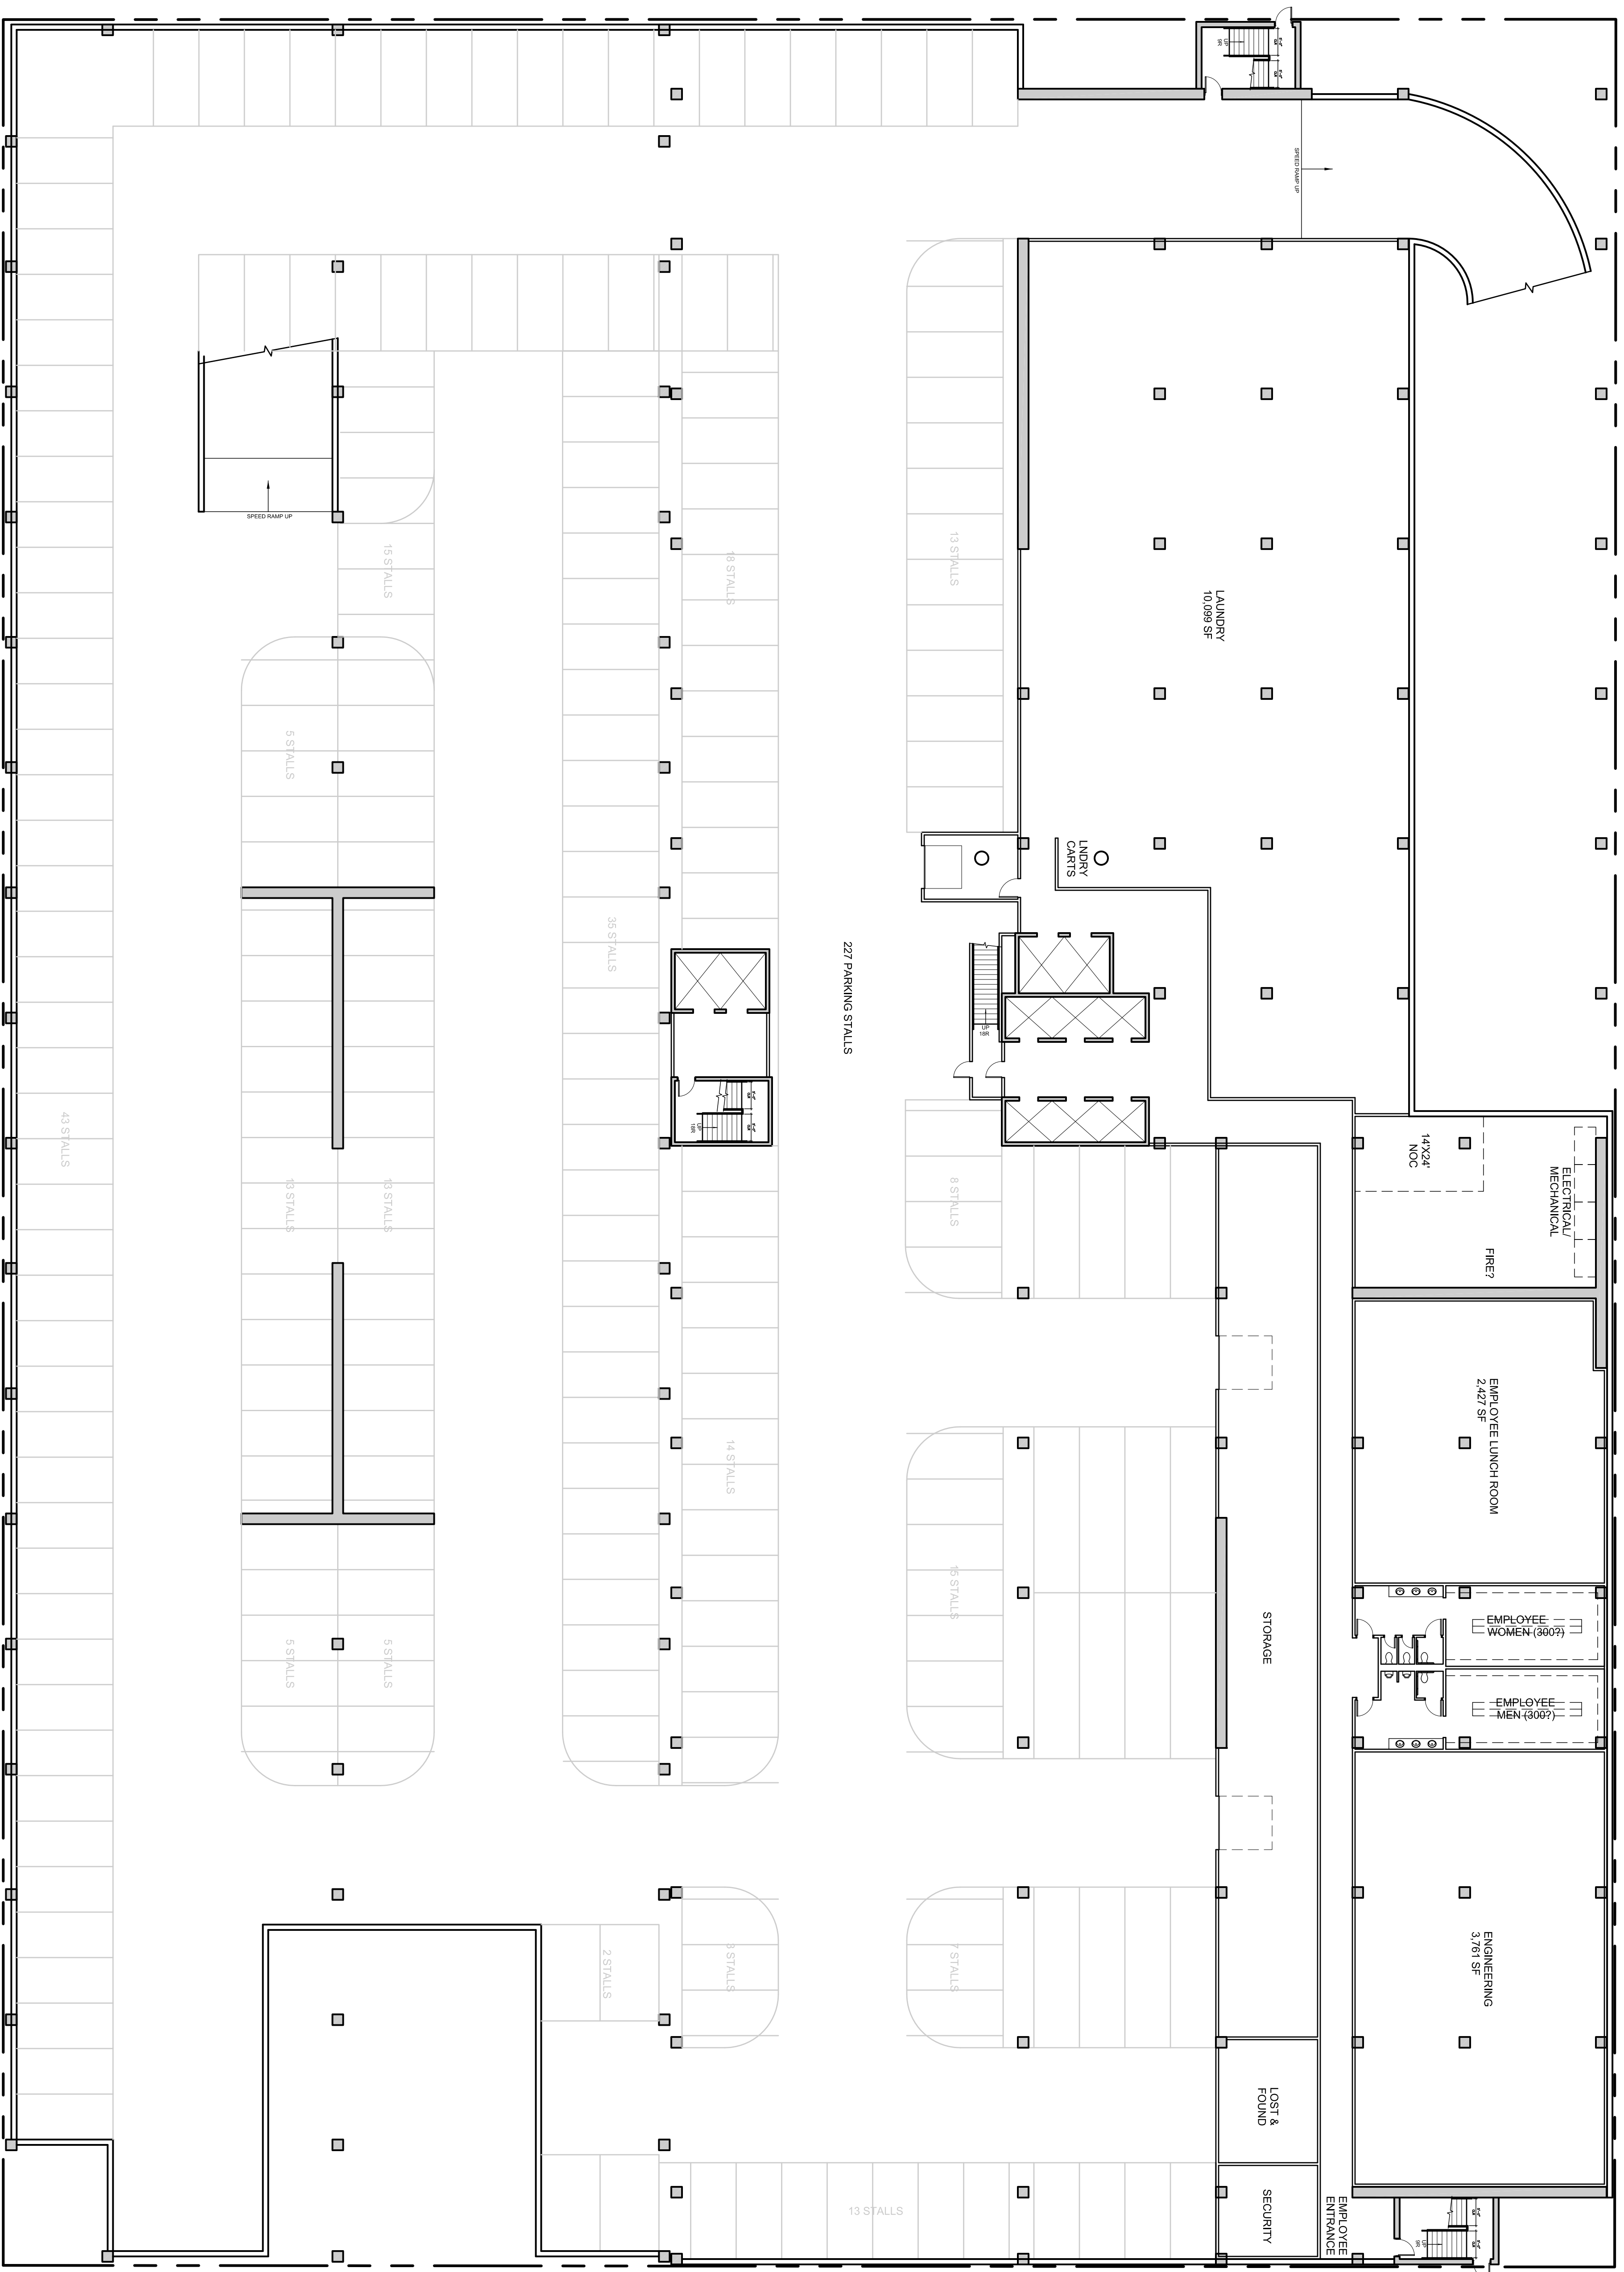 UP
9R
SPEED RAMP UP
SPEED RAMP UP
15 STALLS
18 STALLS
13 STALLS
LAUNDRY
10,099 SF
5 STALLS
LNDRY
CARTS
35 STALLS
227 PARKING STALLS
UP
18R
UP
18R
43 STALLS
13 STALLS
13 STALLS
8 STALLS
14'X24'
NOC
ELECTRICAL/
MECHANICAL
FIRE?
14 STALLS
EMPLOYEE LUNCH ROOM
2,427 SF
15 STALLS
STORAGE
EMPLOYEE
WOMEN (300?)
5 STALLS
5 STALLS
EMPLOYEE
MEN (300?)
2 STALLS
3 STALLS
7 STALLS
ENGINEERING
3,761 SF
LOST &
FOUND
13 STALLS
SECURITY
EMPLOYEE
ENTRANCE
UP
9R